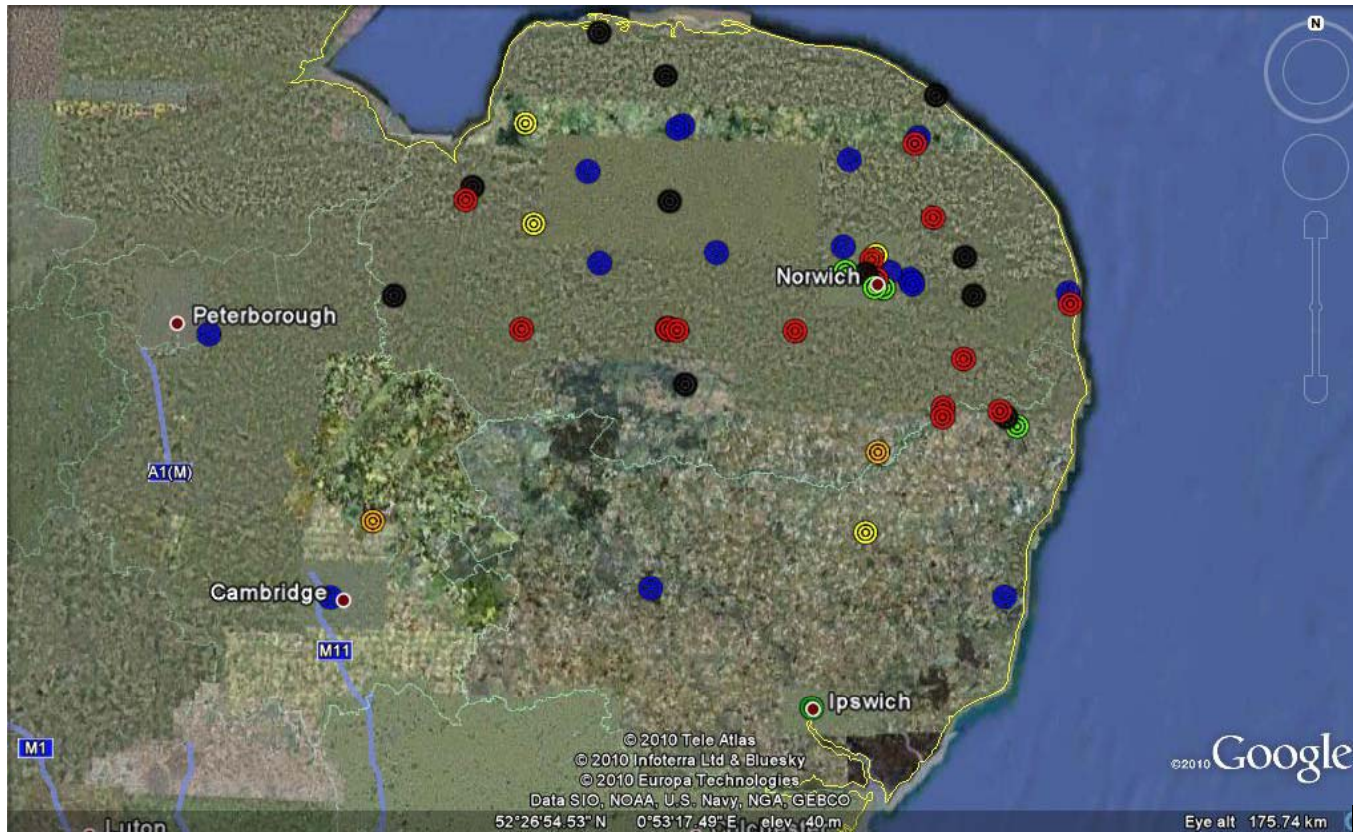 N
Norwich
Peterborough
A1(M)
Cambridge
M11
Ipswich
M1
© 2010 Tele Atlas
© 2010 Infoterra Ltd & Bluesky
© 2010 Europa Technologies
Data SIO, NOAA, U.S. Navy, NGA, GEBCO
©2010 Google
Luton
52°26'54.53" N 0°53'17.49" E elev 40 m
Eye alt 175.74 km